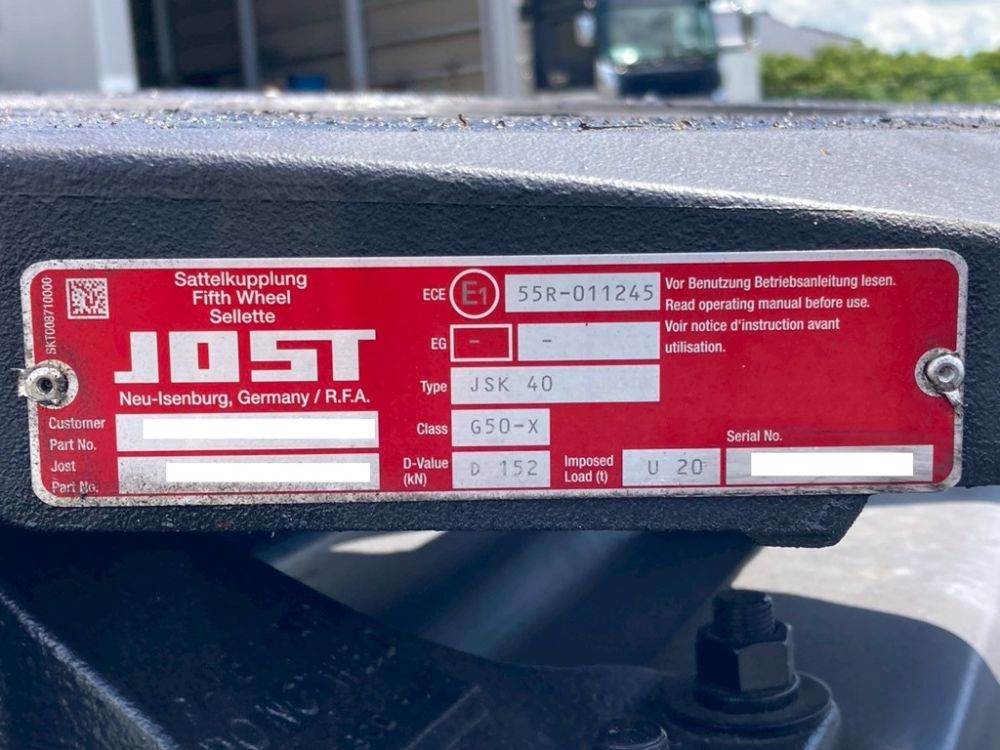 SKT008710000
Sattelkupplung
Fifth Wheel
Sellette
JOST
Neu-Isenburg, Germany / R.F.A.
Customer
Part No.
Jost
Part No.
ECE E1 55R-011245
EG - -
Type JSK 40
Class G50-X
D-Value
(kN)
D 152
Imposed
Load (t)
U 20
Vor Benutzung Betriebsanleitung lesen.
Read operating manual before use.
Voir notice d'instruction avant
utilisation.
Serial No.